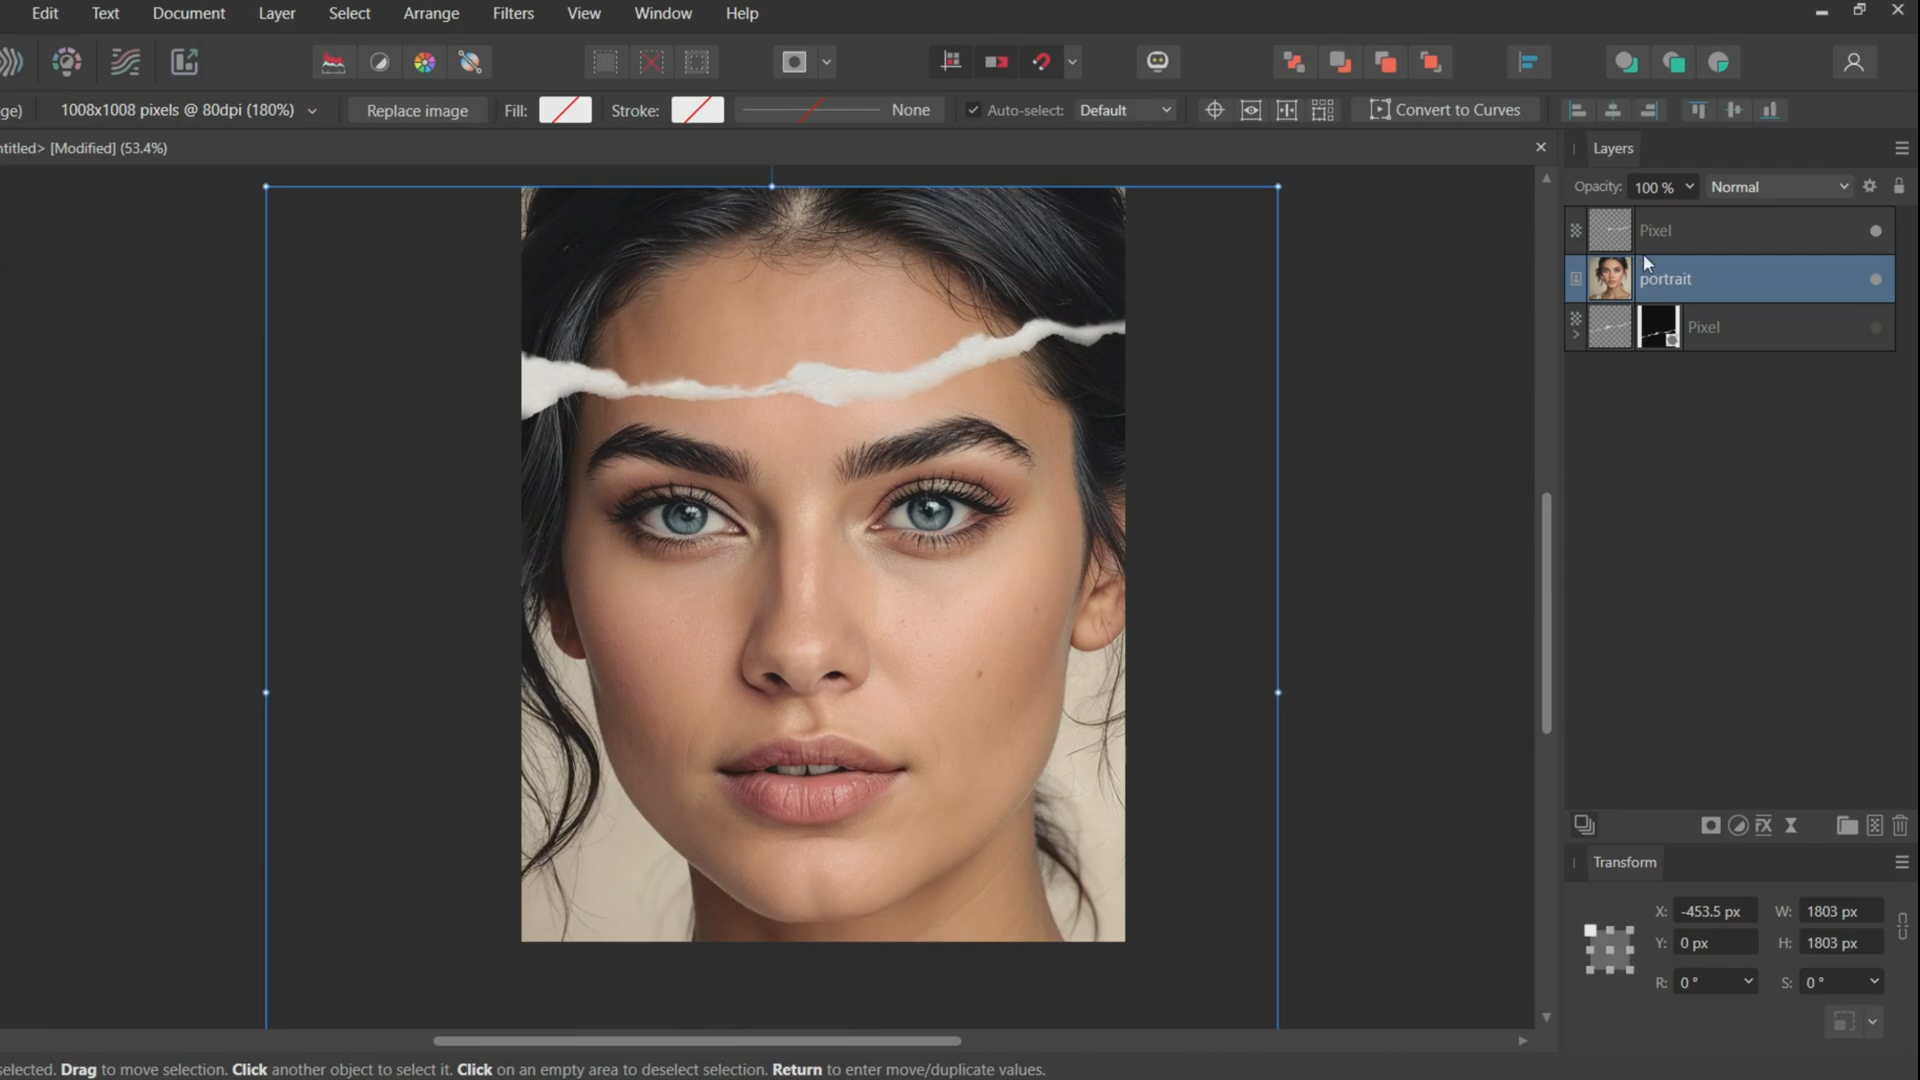 Edit Text Document Layer Select Arrange Filters View Window Help
ge) 1008x1008 pixels @ 80dpi (180%) Replace image Fill: Stroke: None Auto-select: Default Convert to Curves
ntitled> [Modified] (53.4%)
Layers
Opacity: 100 % Normal
Pixel
portrait
Pixel
FX
Transform
X: -453.5 px W: 1803 px
Y: 0 px H: 1803 px
R: 0 ° S: 0 °
selected. Drag to move selection. Click another object to select it. Click on an empty area to deselect selection. Return to enter move/duplicate values.